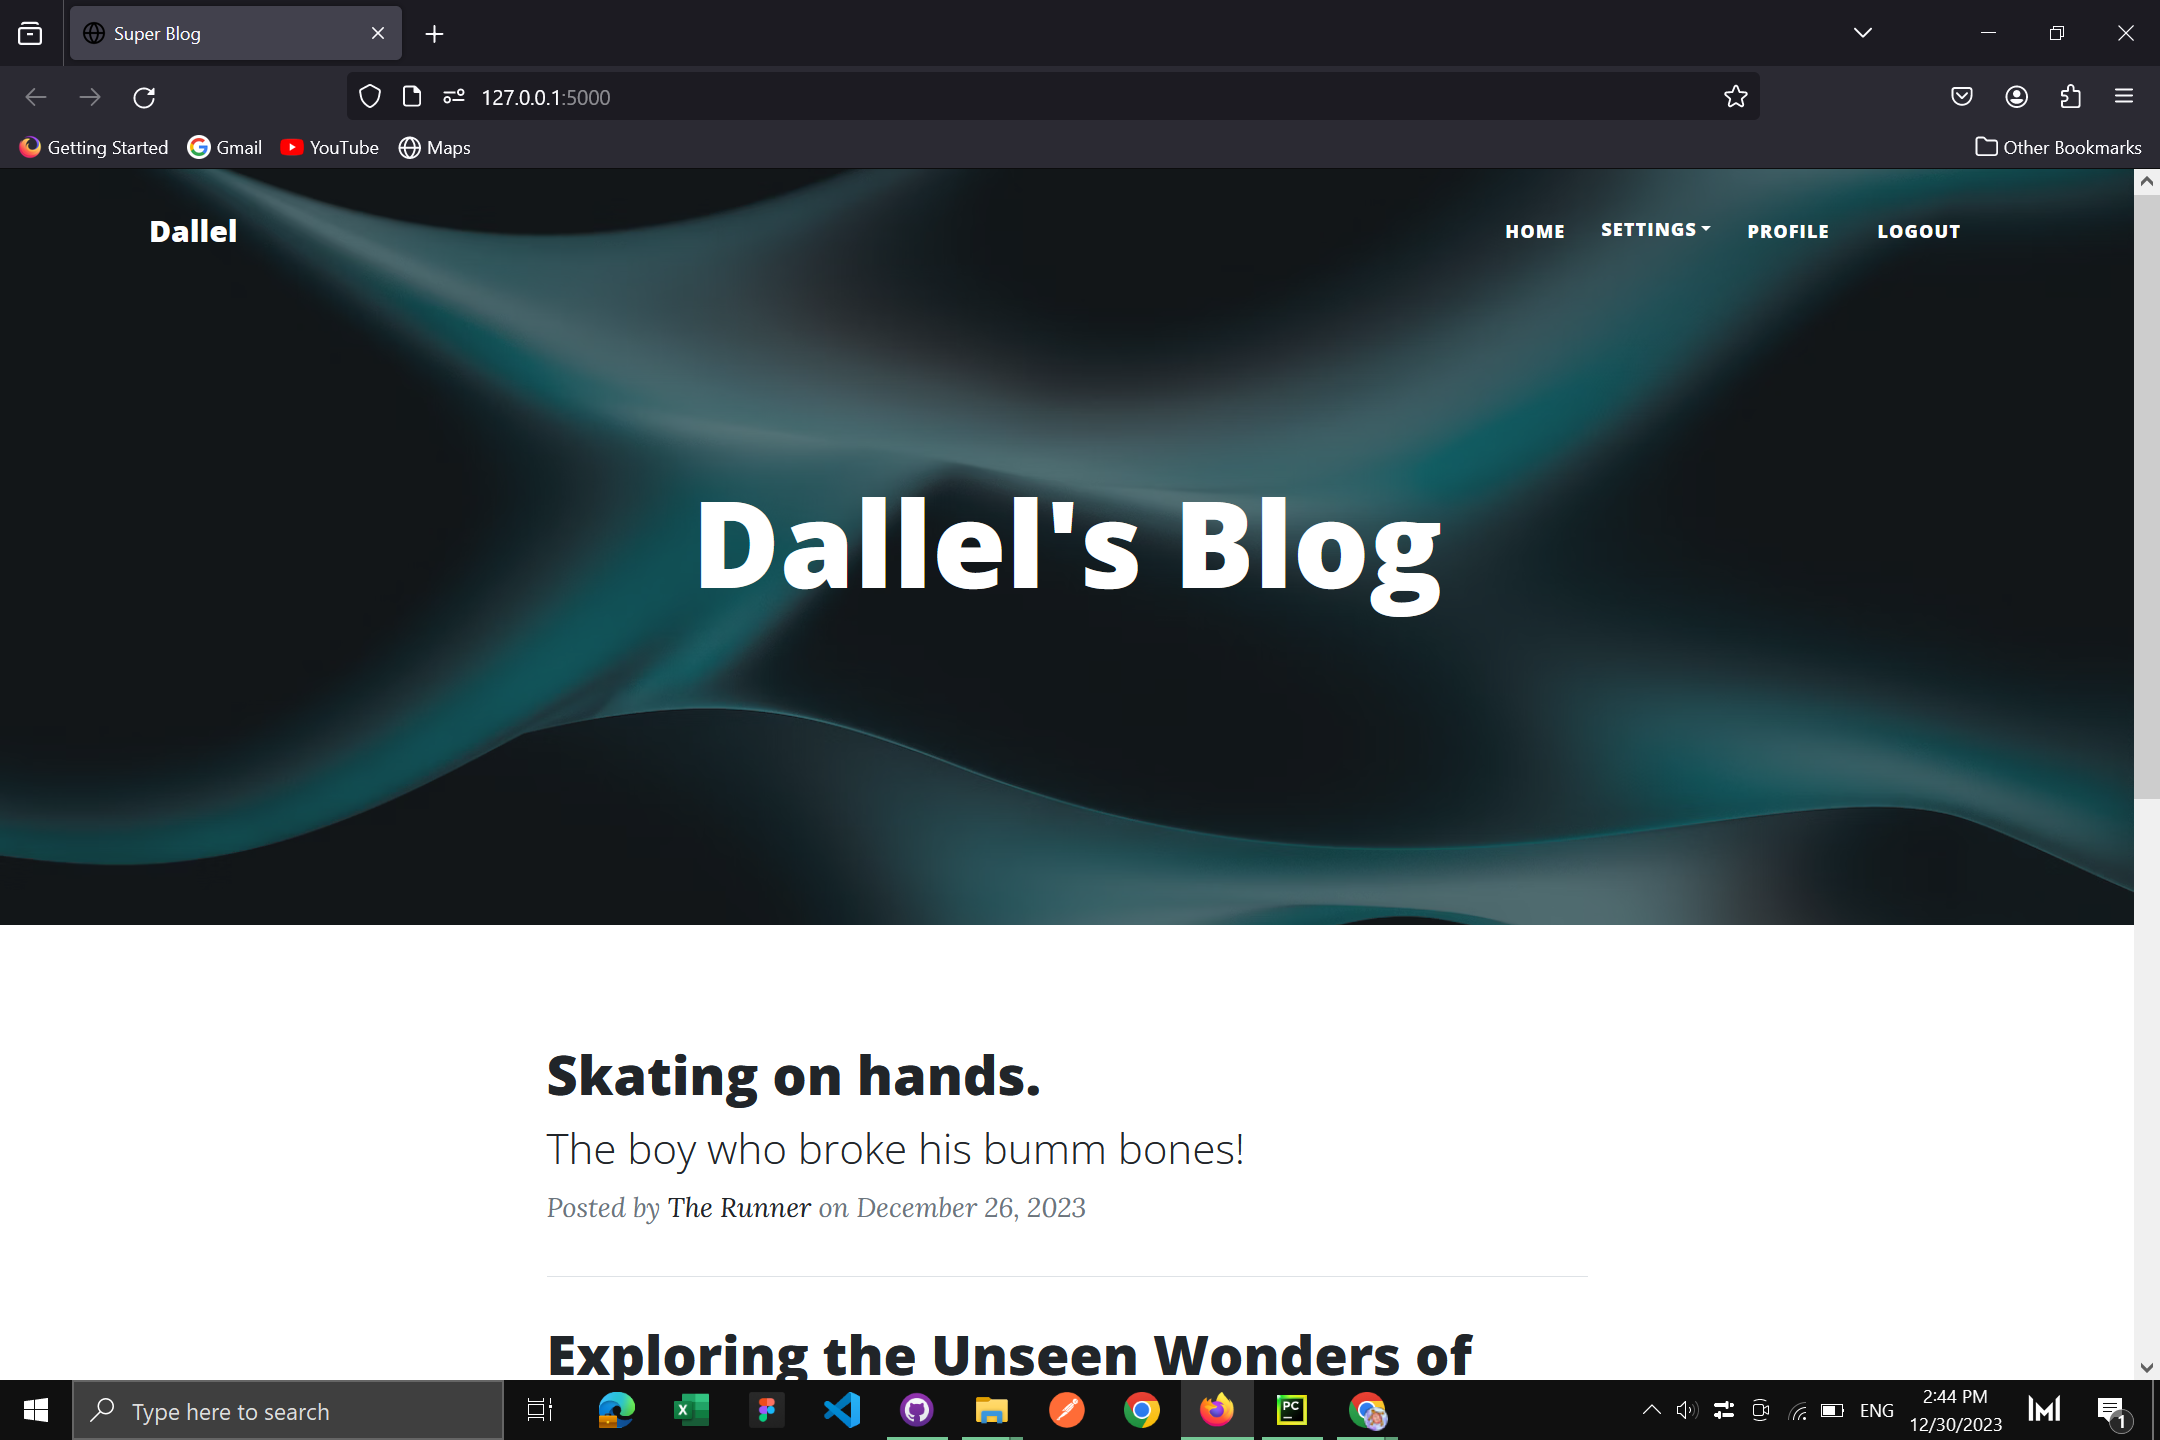 Super Blog
127.0.0.1:5000
Getting Started Gmail YouTube Maps Other Bookmarks
Dallel HOME SETTINGS PROFILE LOGOUT
Dallel's Blog
Skating on hands.
The boy who broke his bumm bones!
Posted by The Runner on December 26, 2023
Exploring the Unseen Wonders of
Type here to search
PC
ENG
2:44 PM
12/30/2023
1